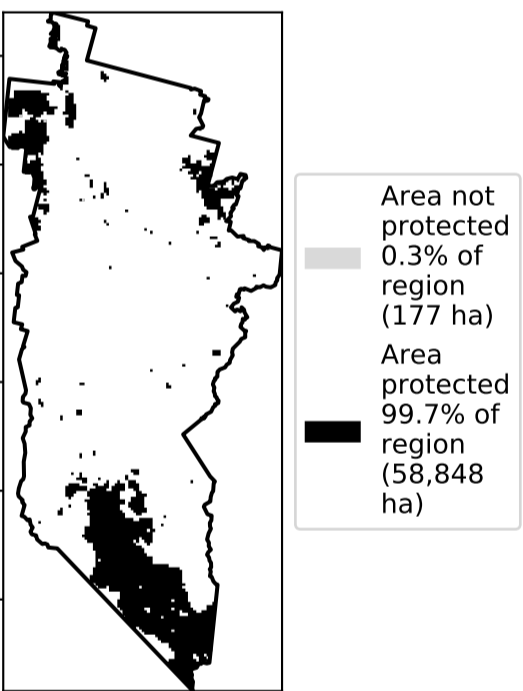 Area not
protected
0.3% of
region
(177 ha)
Area
protected
99.7% of
region
(58,848
ha)